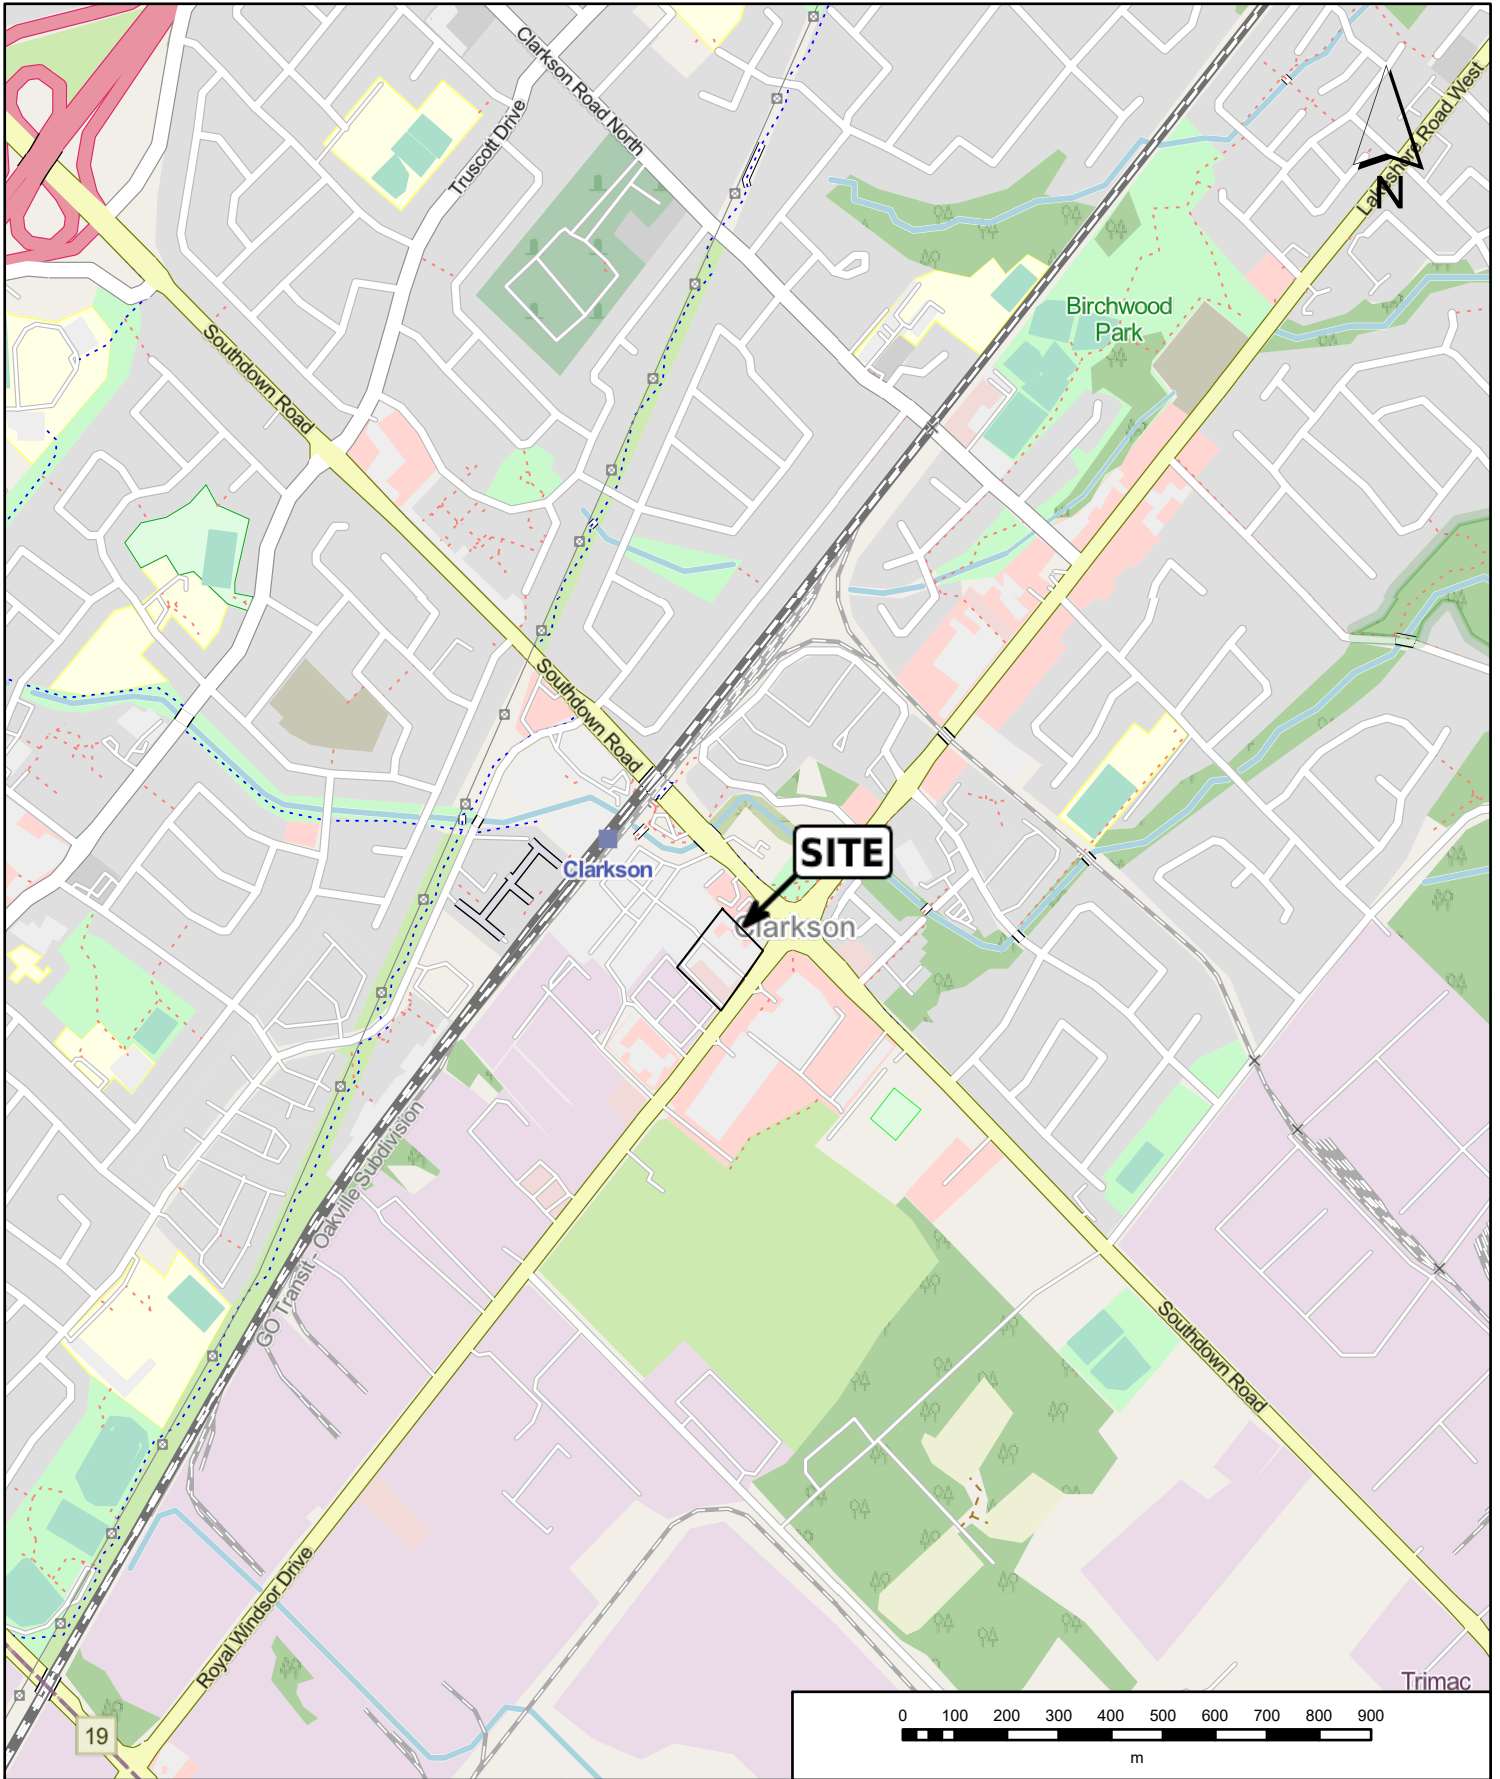 Clarkson Road North
Truscott Drive
Lakeshore Road West
N
Birchwood
Park
Southdown Road
Southdown Road
SITE
Clarkson
Clarkson
GO Transit - Oakville Subdivision
Southdown Road
Royal Windsor Drive
Trimac
19
0 100 200 300 400 500 600 700 800 900
m